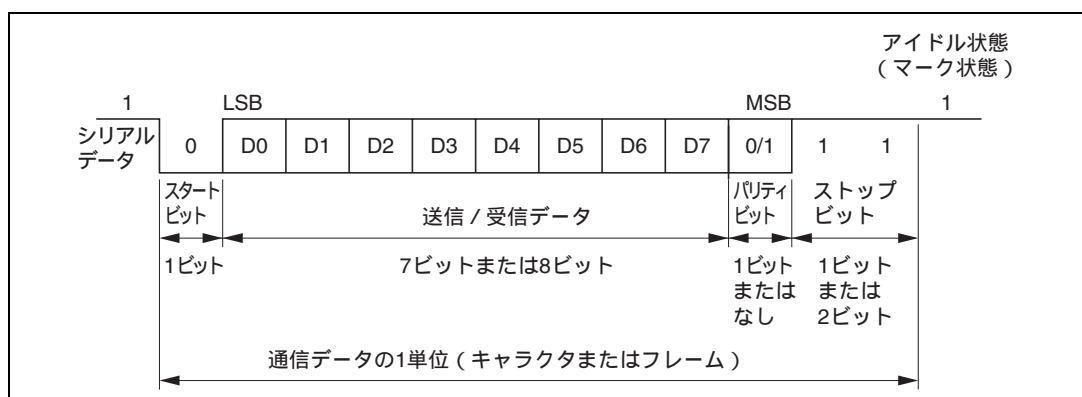 アイドル状態
（マーク状態）
1 LSB MSB 1
シリアル
データ
0 D0 D1 D2 D3 D4 D5 D6 D7 0/1 1 1
スタート
ビット
送信 / 受信データ
パリティ
ビット
ストップ
ビット
1ビット
7ビットまたは8ビット
1ビット
または
なし
1ビット
または
2ビット
通信データの1単位（キャラクタまたはフレーム）